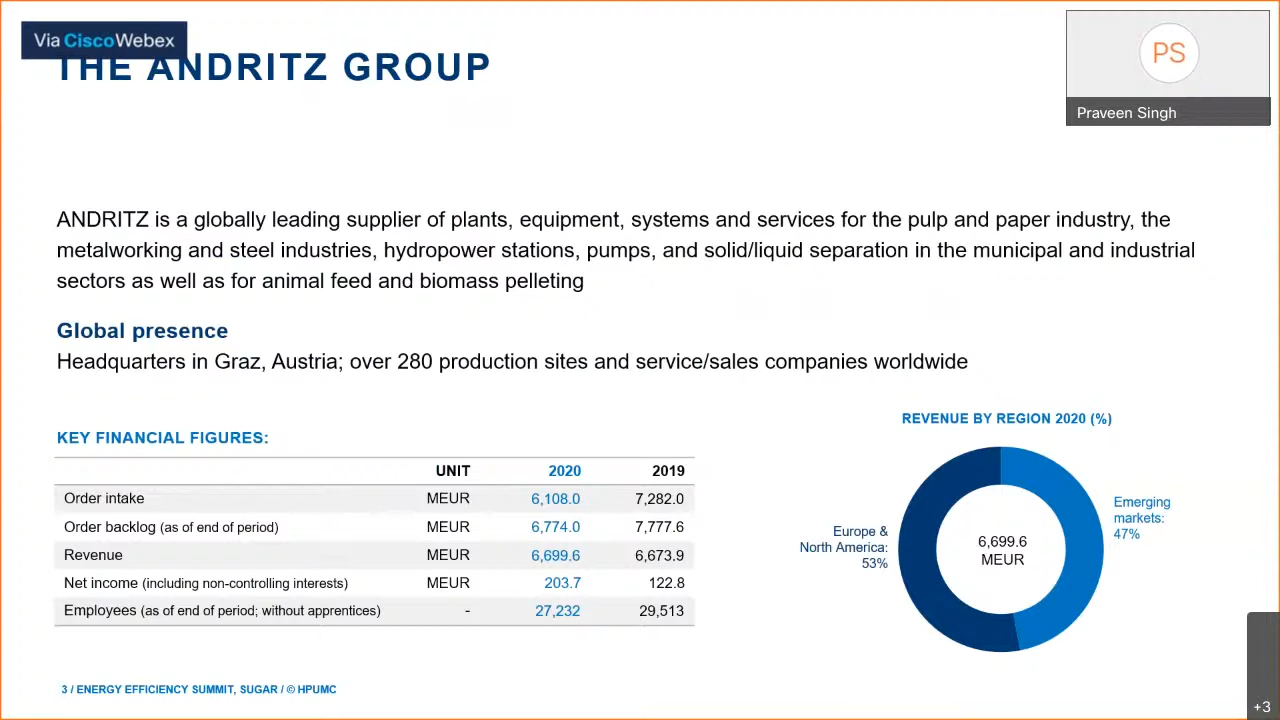 Via CiscoWebex
THE ANDRITZ GROUP
PS
Praveen Singh
ANDRITZ is a globally leading supplier of plants, equipment, systems and services for the pulp and paper industry, the
metalworking and steel industries, hydropower stations, pumps, and solid/liquid separation in the municipal and industrial
sectors as well as for animal feed and biomass pelleting
Global presence
Headquarters in Graz, Austria; over 280 production sites and service/sales companies worldwide
KEY FINANCIAL FIGURES:
UNIT 2020 2019
Order intake MEUR 6,108.0 7,282.0
Order backlog (as of end of period) MEUR 6,774.0 7,777.6
Revenue MEUR 6,699.6 6,673.9
Net income (including non-controlling interests) MEUR 203.7 122.8
Employees (as of end of period; without apprentices) - 27,232 29,513
REVENUE BY REGION 2020 (%)
Europe &
North America:
53%
6,699.6
MEUR
Emerging
markets:
47%
3 / ENERGY EFFICIENCY SUMMIT, SUGAR / © HPUMC
+3